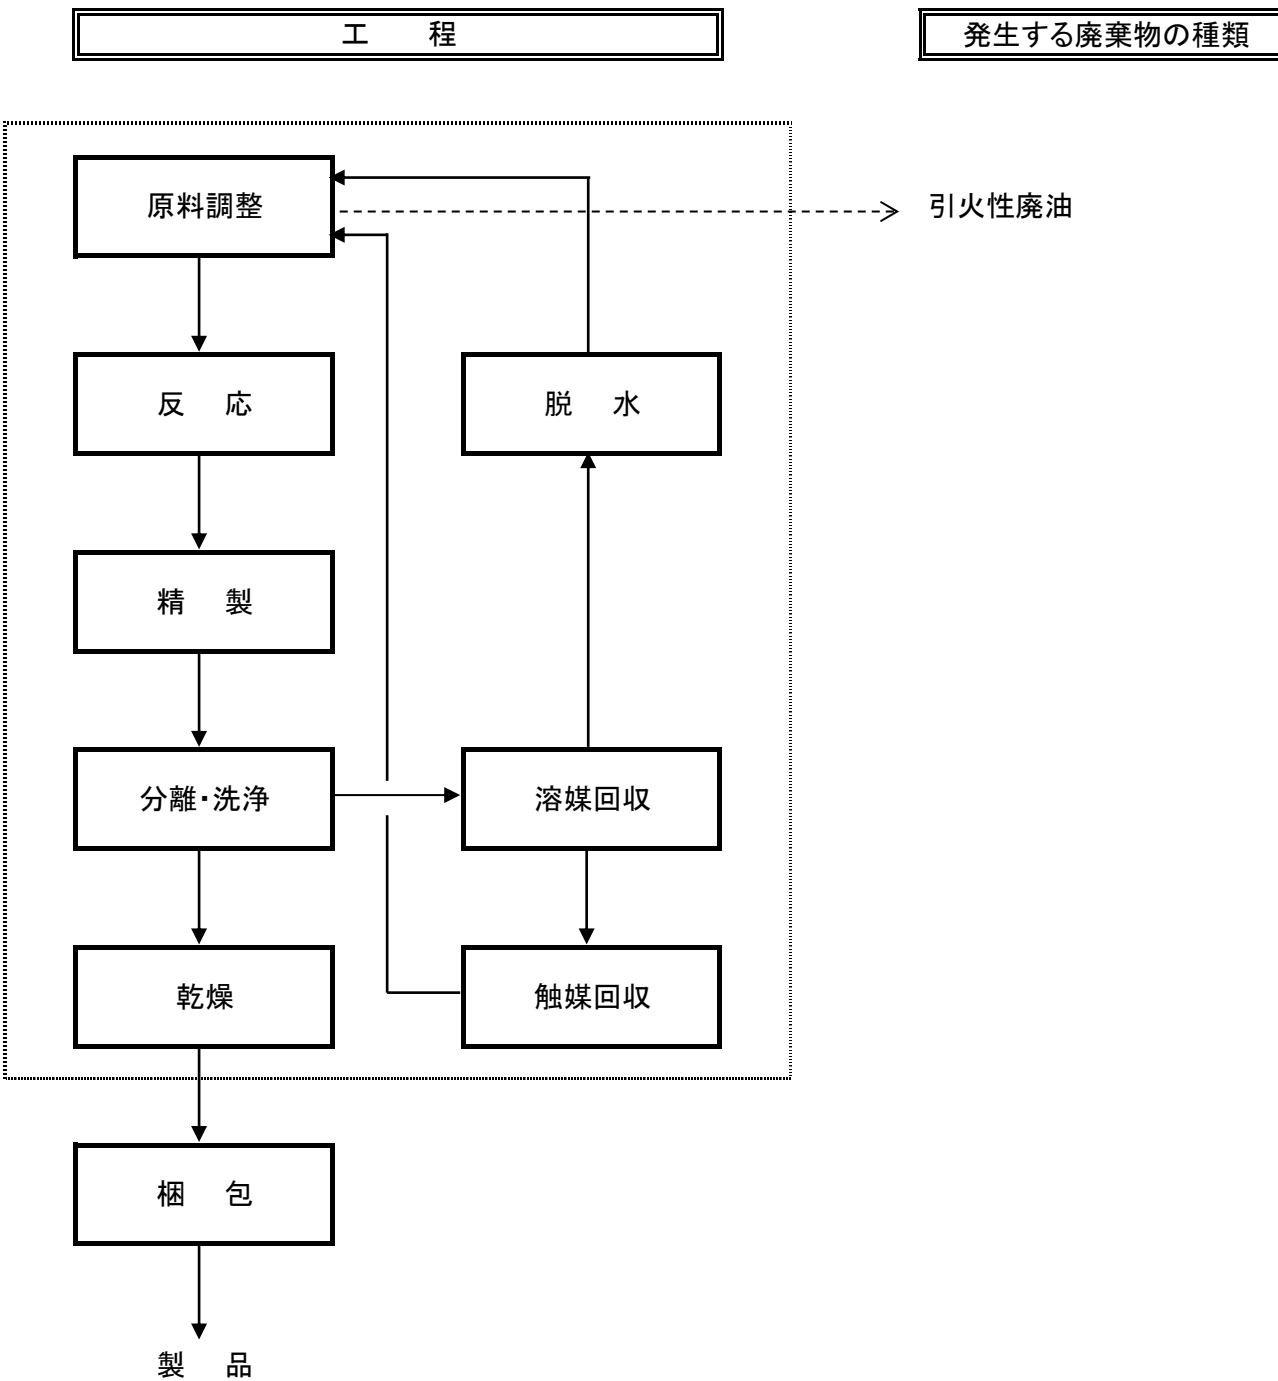 工　程
発生する廃棄物の種類
原料調整
引火性廃油
反　応
脱　水
精　製
分離・洗浄
溶媒回収
乾燥
触媒回収
梱　包
製　品